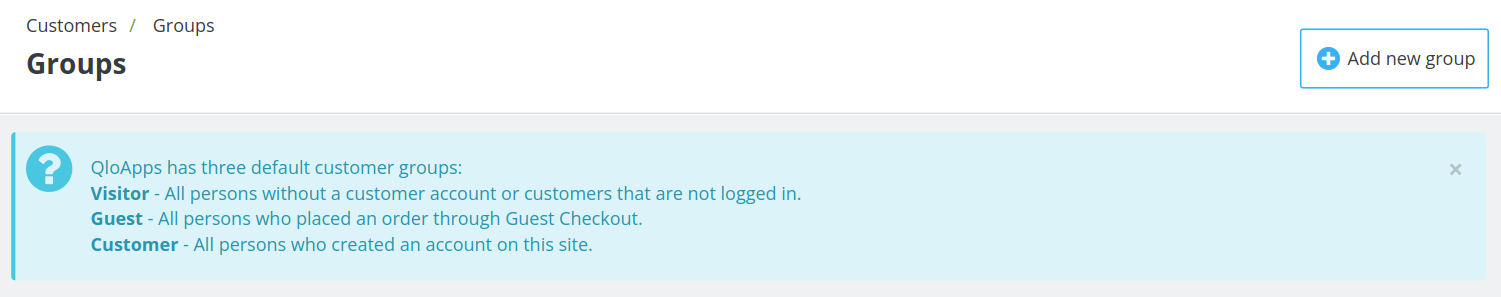 Customers / Groups
Groups
Add new group
QloApps has three default customer groups:
Visitor - All persons without a customer account or customers that are not logged in.
Guest - All persons who placed an order through Guest Checkout.
Customer - All persons who created an account on this site.